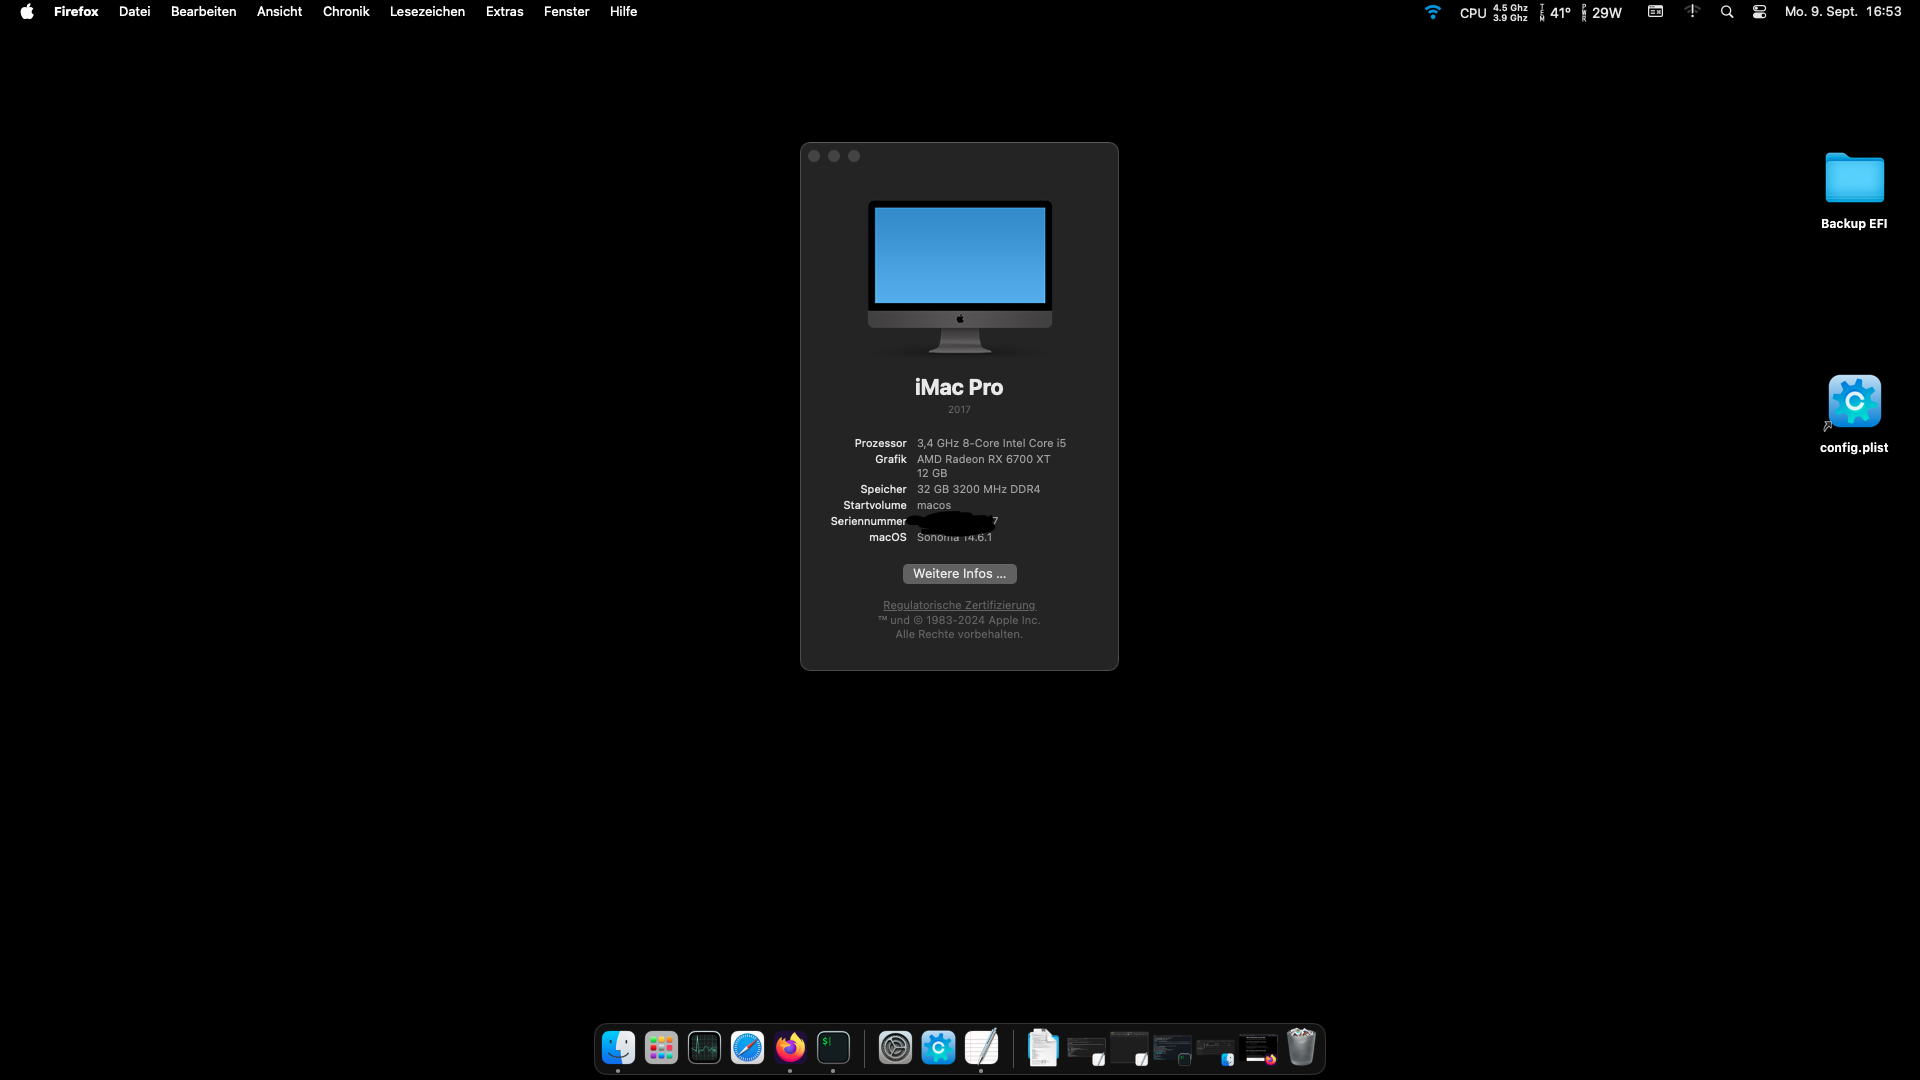 Firefox Datei Bearbeiten Ansicht Chronik Lesezeichen Extras Fenster Hilfe
CPU 4.5 Ghz 3.9 Ghz TEM 41° PWR 29W Mo. 9. Sept. 16:53
iMac Pro
2017
Prozessor 3,4 GHz 8-Core Intel Core i5
Grafik AMD Radeon RX 6700 XT
12 GB
Speicher 32 GB 3200 MHz DDR4
Startvolume macos
Seriennummer 7
macOS Sonoma 14.6.1
Weitere Infos ...
Regulatorische Zertifizierung
™ und © 1983-2024 Apple Inc.
Alle Rechte vorbehalten.
Backup EFI
config.plist